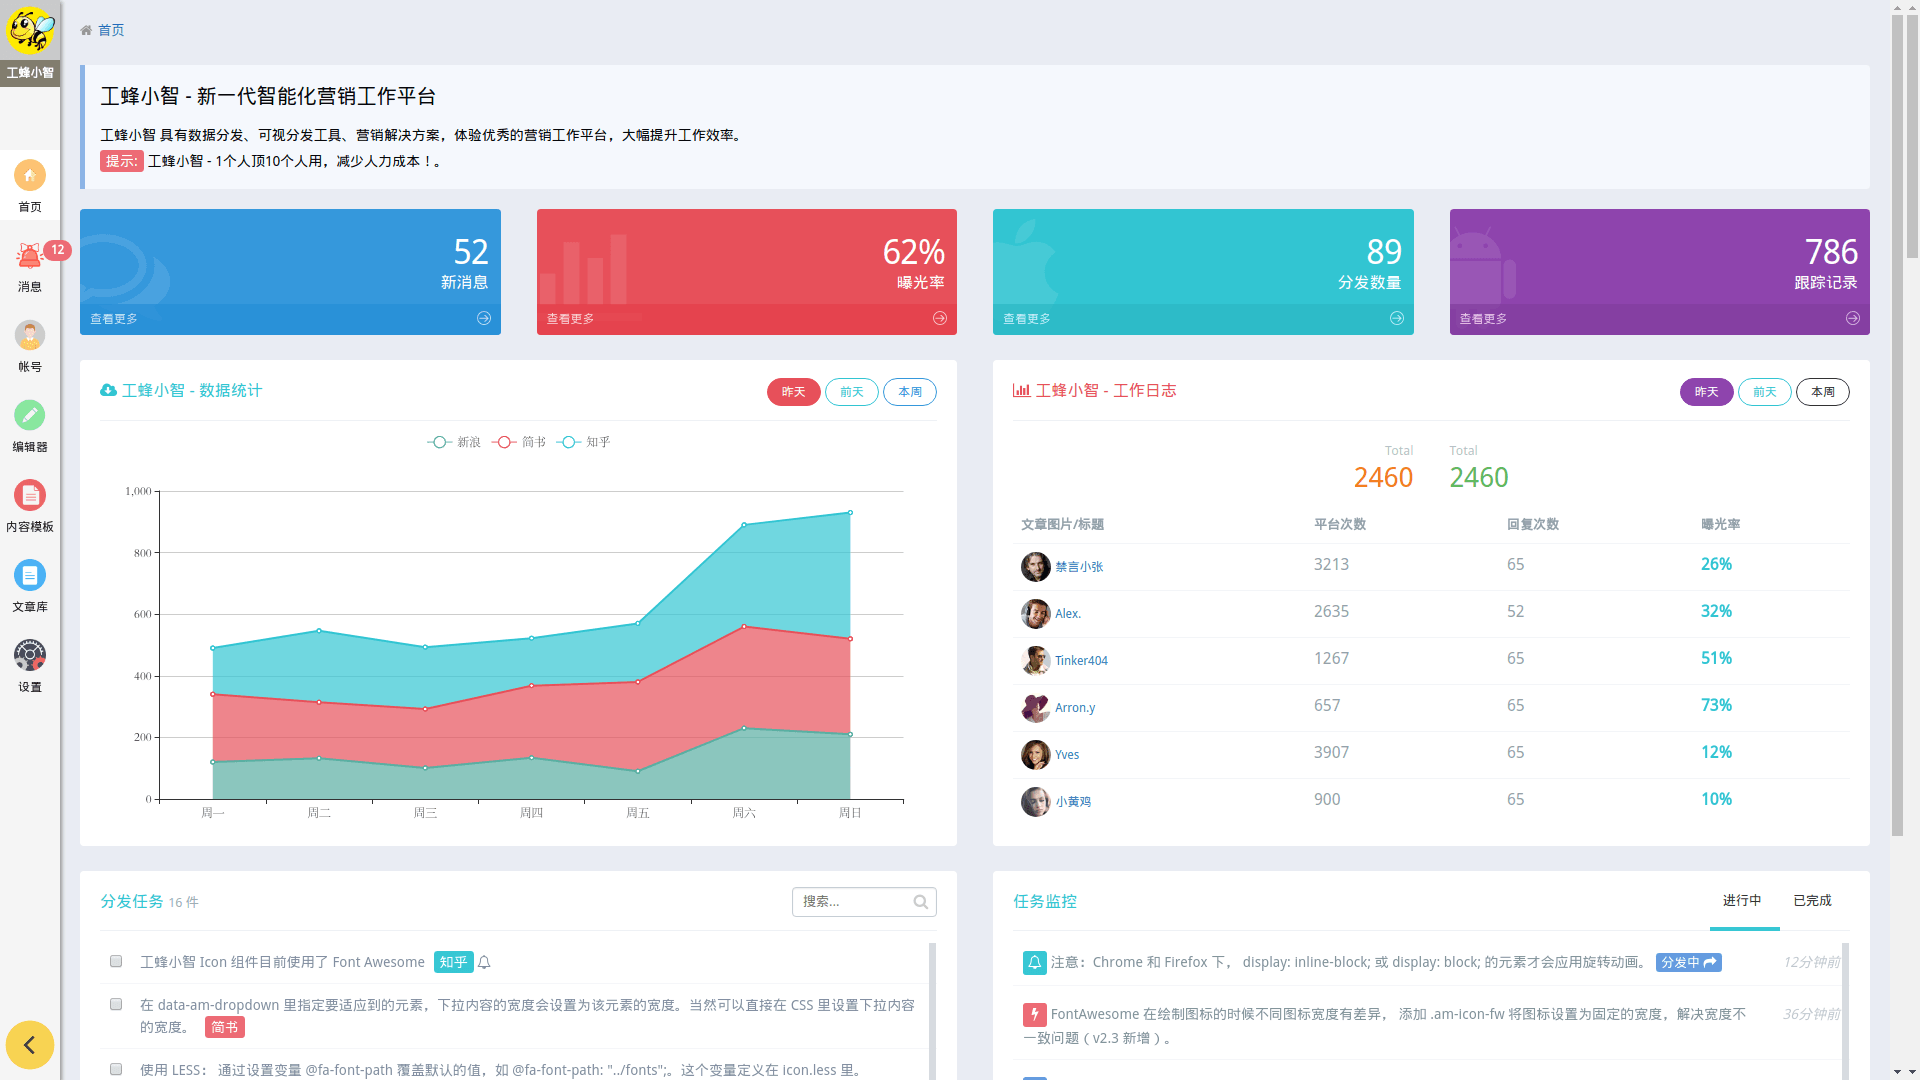 工蜂小智
首页
消息
12
帐号
编辑器
内容模板
文章库
设置
首页
工蜂小智 - 新一代智能化营销工作平台
工蜂小智 具有数据分发、可视分发工具、营销解决方案，体验优秀的营销工作平台，大幅提升工作效率。
提示: 工蜂小智 - 1个人顶10个人用，减少人力成本！。
52
新消息
查看更多
62%
曝光率
查看更多
89
分发数量
查看更多
786
跟踪记录
查看更多
工蜂小智 - 数据统计
昨天 前天 本周
新浪 简书 知乎
1,000
800
600
400
200
0
周一 周二 周三 周四 周五 周六 周日
工蜂小智 - 工作日志
昨天 前天 本周
Total Total
2460 2460
文章图片/标题 平台次数 回复次数 曝光率
禁言小张 3213 65 26%
Alex. 2635 52 32%
Tinker404 1267 65 51%
Arron.y 657 65 73%
Yves 3907 65 12%
小黄鸡 900 65 10%
分发任务 16 件
搜索...
工蜂小智 Icon 组件目前使用了 Font Awesome 知乎
在 data-am-dropdown 里指定要适应到的元素，下拉内容的宽度会设置为该元素的宽度。当然可以直接在 CSS 里设置下拉内容
的宽度。 简书
使用 LESS： 通过设置变量 @fa-font-path 覆盖默认的值，如 @fa-font-path: "../fonts";。这个变量定义在 icon.less 里。
任务监控
进行中 已完成
注意：Chrome 和 Firefox 下， display: inline-block; 或 display: block; 的元素才会应用旋转动画。 分发中 12分钟前
FontAwesome 在绘制图标的时候不同图标宽度有差异， 添加 .am-icon-fw 将图标设置为固定的宽度，解决宽度不 36分钟前
一致问题（v2.3 新增）。